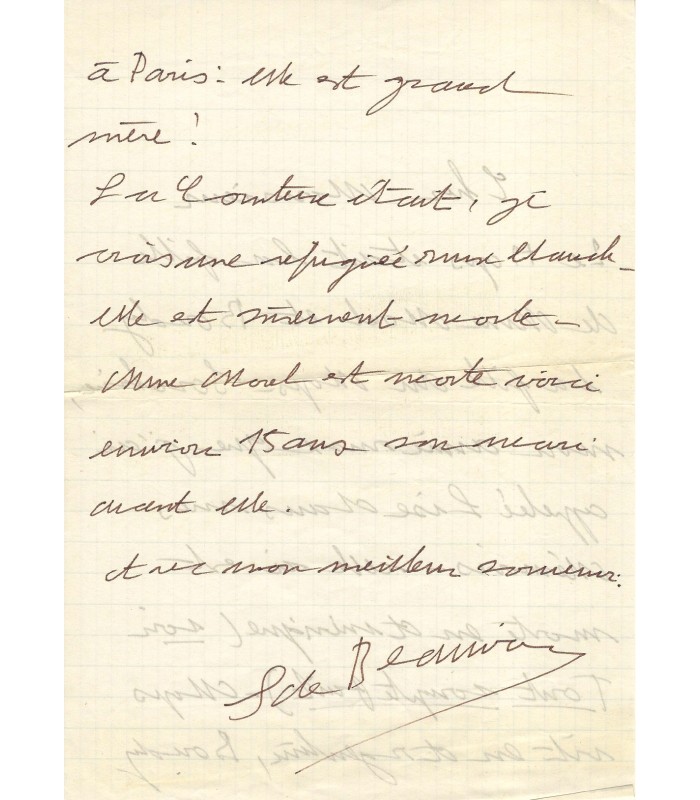 à Paris - elle est grand
mère !
La Comtesse était, je
crois une réfugiée russe blanche -
elle est sûrement morte -
Mme Morel est morte voici
environ 15 ans son mari
avant elle.
Avec mon meilleur souvenir.
S de Beauvoir